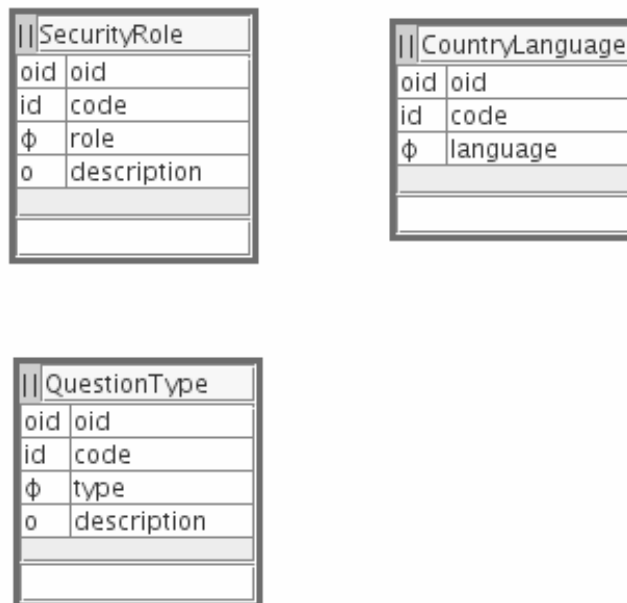 ||SecurityRole
oid oid
id code
ϕ role
o description
||CountryLanguage
oid oid
id code
ϕ language
||QuestionType
oid oid
id code
ϕ type
o description